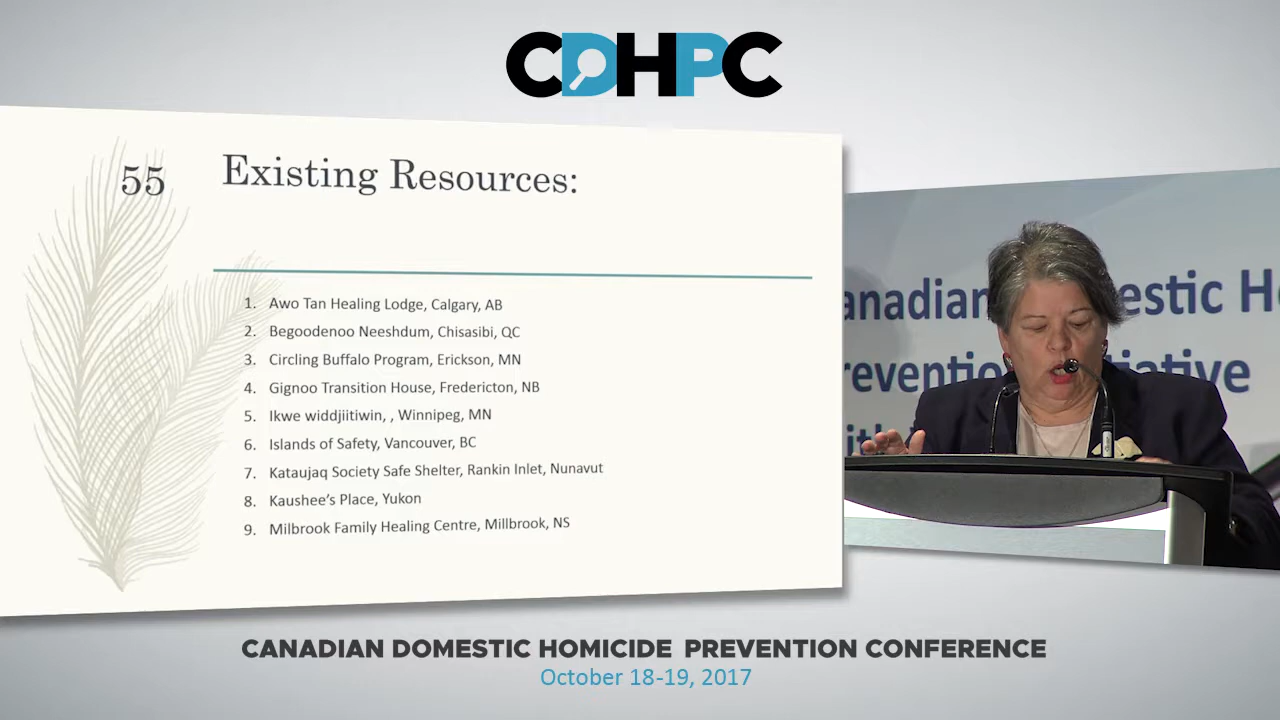 CDHPC
55
Existing Resources:
1. Awo Tan Healing Lodge, Calgary, AB
2. Begoodenoo Neeshdum, Chisasibi, QC
3. Circling Buffalo Program, Erickson, MN
4. Gignoo Transition House, Fredericton, NB
5. Ikwe widdjiitiwin, , Winnipeg, MN
6. Islands of Safety, Vancouver, BC
7. Kataujaq Society Safe Shelter, Rankin Inlet, Nunavut
8. Kaushee's Place, Yukon
9. Milbrook Family Healing Centre, Millbrook, NS
anadian estic H
reventio tiative
CANADIAN DOMESTIC HOMICIDE PREVENTION CONFERENCE
October 18-19, 2017